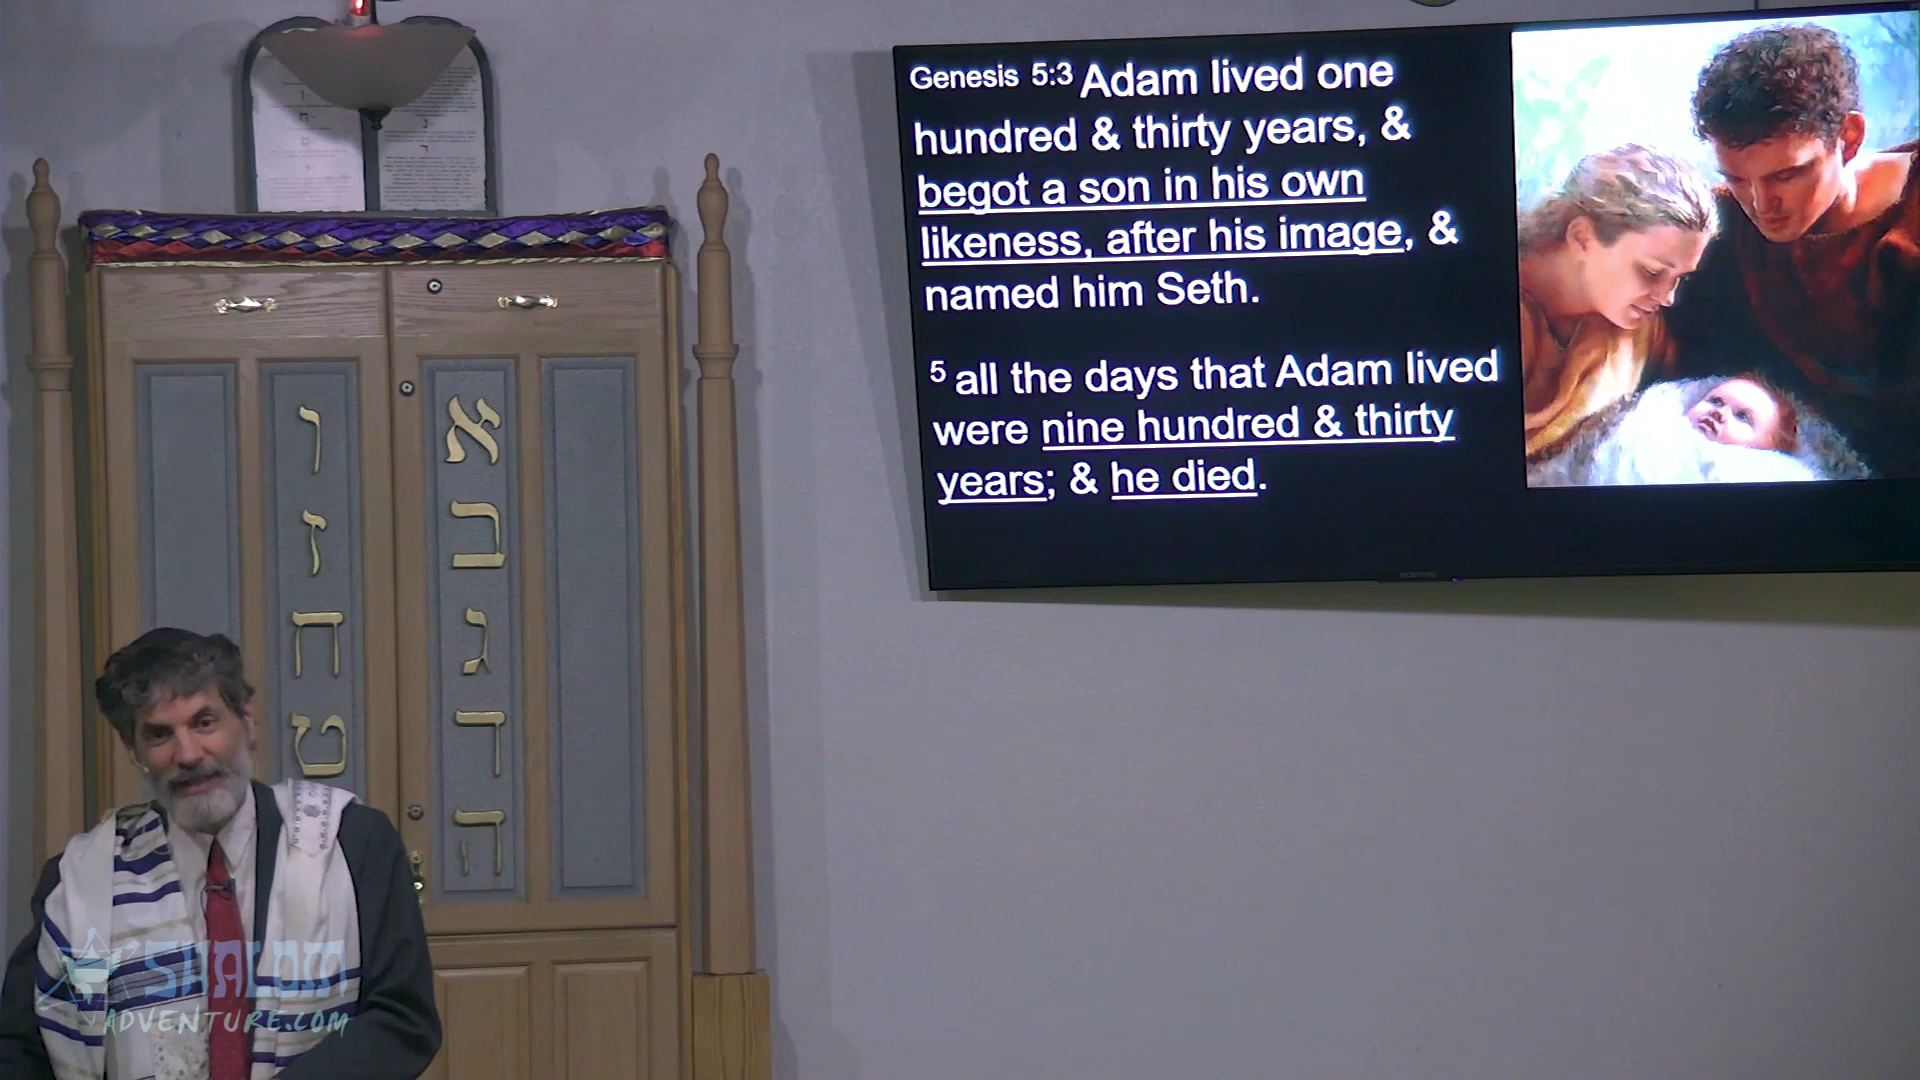 Genesis 5:3 Adam lived one
hundred & thirty years, &
begot a son in his own
likeness, after his image, &
named him Seth.
5 all the days that Adam lived
were nine hundred & thirty
years; & he died.
SCEPTRE
א
ב
ג
ד
ה
ו
ז
ח
ט
SHALOM
ADVENTURE.COM